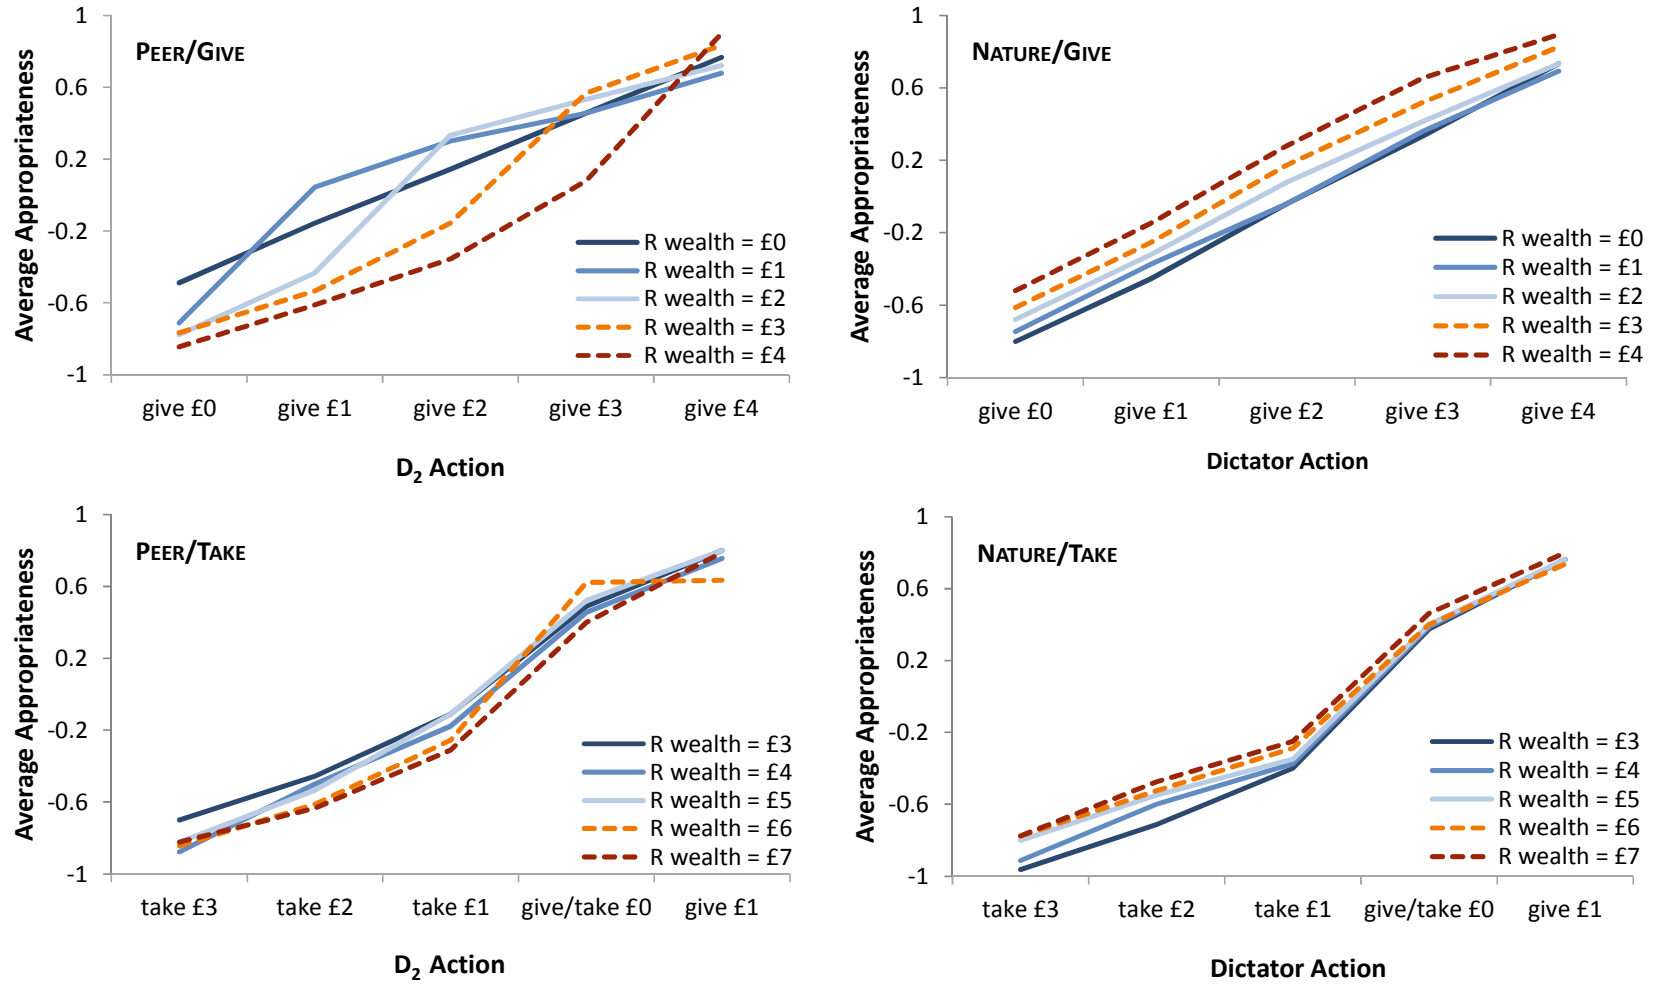 PEER/GIVE
Average Appropriateness
1
0.6
0.2
-0.2
-0.6
-1
R wealth = £0
R wealth = £1
R wealth = £2
R wealth = £3
R wealth = £4
give £0 give £1 give £2 give £3 give £4
D2 Action
NATURE/GIVE
Average Appropriateness
1
0.6
0.2
-0.2
-0.6
-1
R wealth = £0
R wealth = £1
R wealth = £2
R wealth = £3
R wealth = £4
give £0 give £1 give £2 give £3 give £4
Dictator Action
PEER/TAKE
Average Appropriateness
1
0.6
0.2
-0.2
-0.6
-1
R wealth = £3
R wealth = £4
R wealth = £5
R wealth = £6
R wealth = £7
take £3 take £2 take £1 give/take £0 give £1
D2 Action
NATURE/TAKE
Average Appropriateness
1
0.6
0.2
-0.2
-0.6
-1
R wealth = £3
R wealth = £4
R wealth = £5
R wealth = £6
R wealth = £7
take £3 take £2 take £1 give/take £0 give £1
Dictator Action